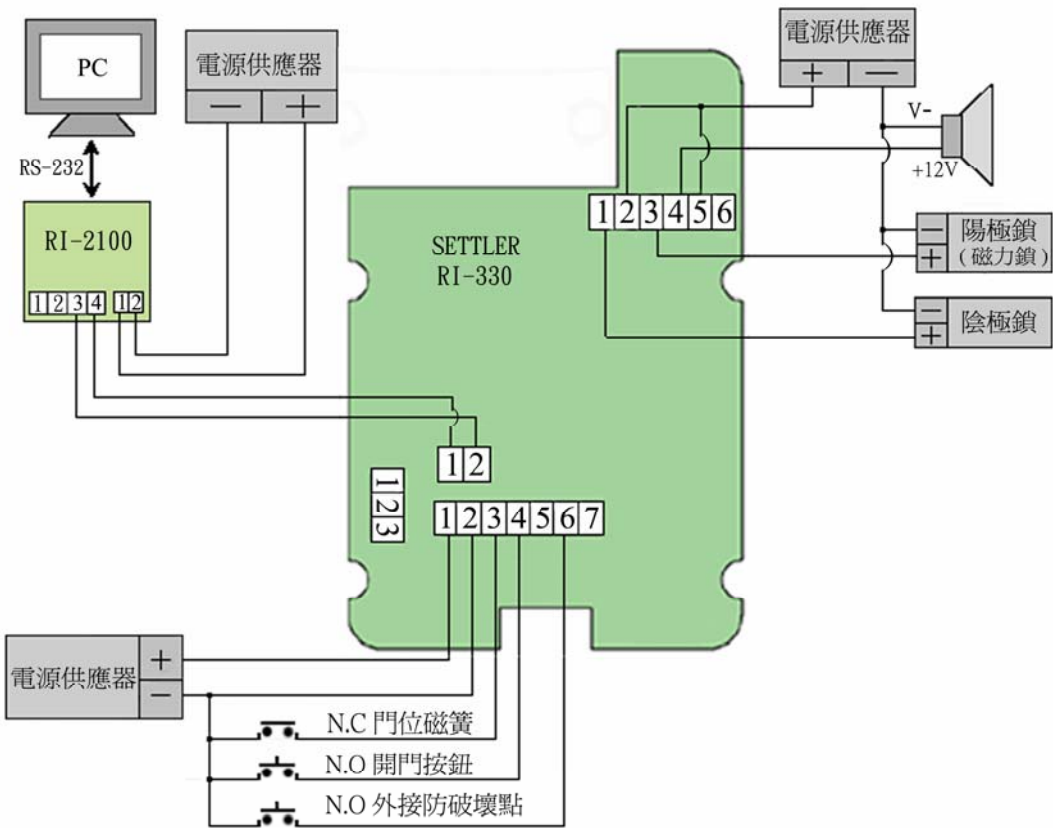 PC
電源供應器
− +
RS-232
RI-2100
1 2 3 4 1 2
SETTLER
RI-330
電源供應器
+ −
V-
+12V
1 2 3 4 5 6
−
+
陽極鎖
(磁力鎖)
−
+
陰極鎖
1 2
1 2 3
1 2 3 4 5 6 7
電源供應器
+
−
N.C 門位磁簧
N.O 開門按鈕
N.O 外接防破壞點